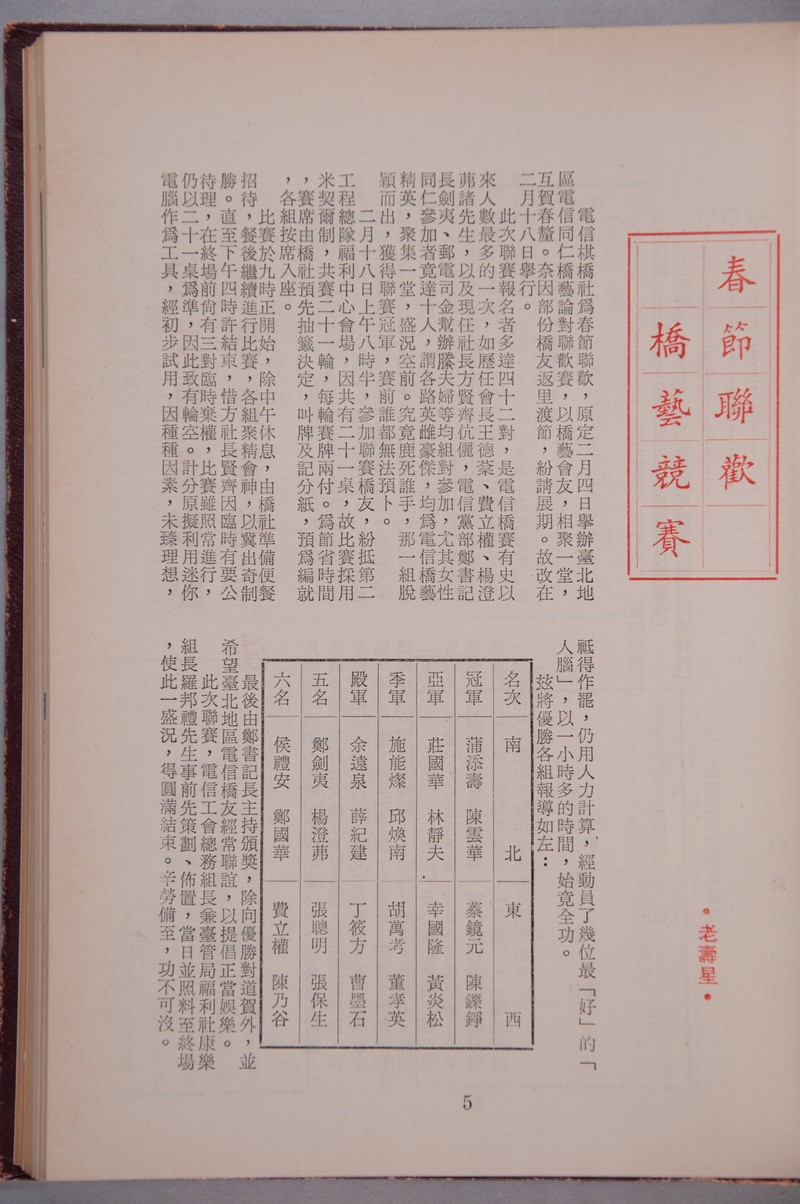 春節聯歡
橋藝競賽
•老壽星•
電信棋橋社爲春節聯歡，原定二月四日舉辦臺北地
區電信同仁橋藝論對聯歡賽，以橋藝會友，相聚一堂，
互賀春釐。奈因部份橋友返里渡節，紛請展期。故改在
二月十八日舉行。
此次聯賽報名者多達四十二對，是電信橋賽有史以
來人數最多的一次，如歷任會長王德棻、費立權、楊澄
茀諸先生，以及現任社長方賢齊伉儷，電信黨部鄭書記
長劍夷、郵電司金幫辦騰夫婦等均組對參加，尤其女性
同仁參加者竟達十人，謂各路英雌豪傑，均爲電信橋藝
精英，聚集一堂，盛況空前。究竟鹿死誰手，那一組脫
穎而出，獲得聯賽冠軍，賽前誰都無法預卜。
二月十八日上午八時半，參加聯賽橋友，紛抵第二
工程總隊福利中心會場，因共有二十一桌，故比賽採用
米契爾制，共賽二十一輪，每輪賽牌兩付。爲節省時間
，賽席由橋社預先抽籤決定，叫牌及記分紙，預爲編就
，各組按席入座。
比賽於九時正開始，除中午休息，由橋社準備便餐
招待，餐後繼續進行比賽，各組聚精會神，以冀出奇制
勝。直至下午四時許結束，惜方社長賢齊因臨時有要公
待理，在終場前尙有三對臨時棄權，比賽雖照常進行，
仍以二十一桌爲準，因此致有輪空。計分原擬利用迷你
電腦作爲工具，經初步試用，因種種因素，未臻理想，
祗得作罷，仍用人力計算，經動員了幾位最「好」的「
人腦」，以一小時多的時間，始竟全功。
茲將優勝各組報導如左：
名次 南 北 東 西
冠軍 蒲添壽 陳雲華 蔡鏡元 陳鑠錚
亞軍 莊國華 林靜夫 幸國隆 黃炎松
季軍 施能燦 邱煥南 胡萬考 董孝英
殿軍 余遠泉 薛紀建 丁筱方 曹墨石
五名 鄭劍夷 楊澄茀 張聰明 張保生
六名 侯禮安 鄭國華 費立權 陳乃谷
最後由鄭書記長主持頒獎，除向優勝對道賀外，並
希望臺北地區電信橋友經常聯誼，以提倡正當娛樂。
此次聯賽，電信工會總務組長兼臺管局福利社康樂
組長羅邦禮先生事前先策劃、佈置，當日並照料至終場
，使此一盛況，得圓滿結束。辛勞備至，功不可沒。
5